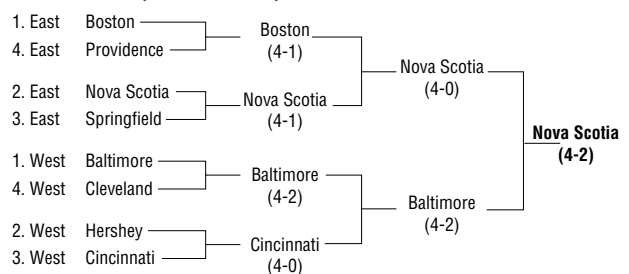 1. East Boston
4. East Providence
Boston
(4-1)
2. East Nova Scotia
3. East Springfield
Nova Scotia
(4-1)
Nova Scotia
(4-0)
1. West Baltimore
4. West Cleveland
Baltimore
(4-2)
2. West Hershey
3. West Cincinnati
Cincinnati
(4-0)
Baltimore
(4-2)
Nova Scotia
(4-2)